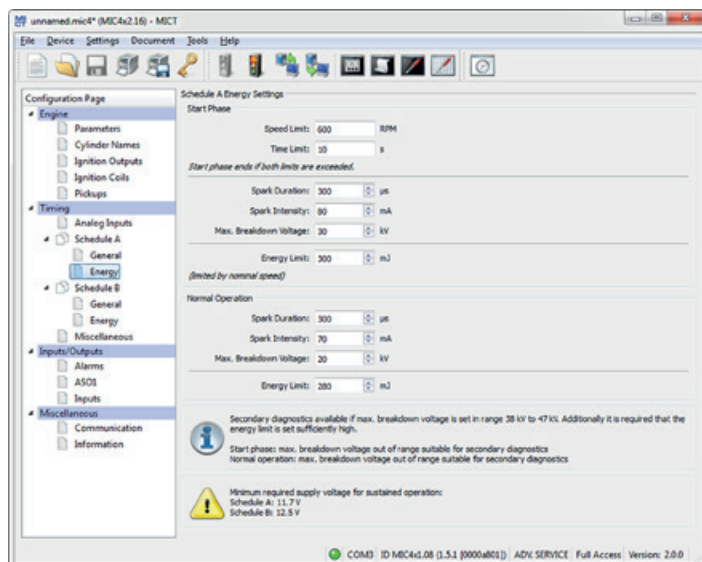 unnamed.mic4* (MIC4x2.16) - MICT
File Device Settings Document Tools Help
Configuration Page
Engine
Parameters
Cylinder Names
Ignition Outputs
Ignition Coils
Pickups
Timing
Analog Inputs
Schedule A
General
Energy
Schedule B
General
Energy
Miscellaneous
Inputs/Outputs
Alarms
ASO1
Inputs
Miscellaneous
Communication
Information
Schedule A Energy Settings
Start Phase
Speed Limit: 600 RPM
Time Limit: 10 s
Start phase ends if both limits are exceeded.
Spark Duration: 300 µs
Spark Intensity: 80 mA
Max. Breakdown Voltage: 30 kV
Energy Limit: 300 mJ
(limited by nominal speed)
Normal Operation
Spark Duration: 300 µs
Spark Intensity: 70 mA
Max. Breakdown Voltage: 20 kV
Energy Limit: 280 mJ
Secondary diagnostics available if max. breakdown voltage is set in range 38 kV to 47 kV. Additionally it is required that the
energy limit is set sufficiently high.
Start phase: max. breakdown voltage out of range suitable for secondary diagnostics
Normal operation: max. breakdown voltage out of range suitable for secondary diagnostics
Minimum required supply voltage for sustained operation:
Schedule A: 11.7 V
Schedule B: 12.5 V
COM3 ID MIC4x1.08 (1.5.1 [0000a801]) ADV. SERVICE Full Access Version: 2.0.0